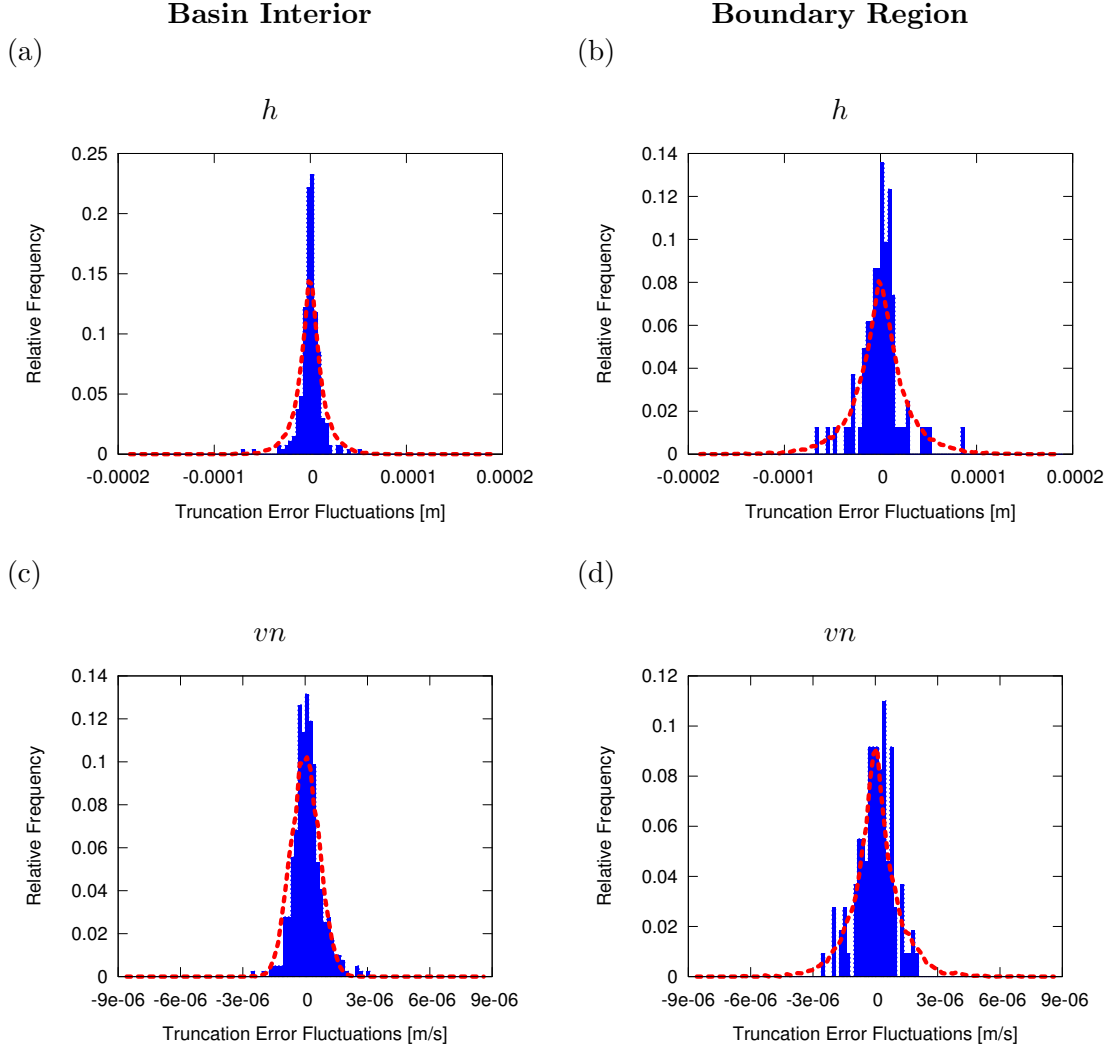 Basin Interior
Boundary Region
(a)
(b)
h
h
Relative Frequency
0.25
0.2
0.15
0.1
0.05
0
-0.0002 -0.0001 0 0.0001 0.0002
Truncation Error Fluctuations [m]
Relative Frequency
0.14
0.12
0.1
0.08
0.06
0.04
0.02
0
-0.0002 -0.0001 0 0.0001 0.0002
Truncation Error Fluctuations [m]
(c)
(d)
vn
vn
Relative Frequency
0.14
0.12
0.1
0.08
0.06
0.04
0.02
0
-9e-06 -6e-06 -3e-06 0 3e-06 6e-06 9e-06
Truncation Error Fluctuations [m/s]
Relative Frequency
0.12
0.1
0.08
0.06
0.04
0.02
0
-9e-06 -6e-06 -3e-06 0 3e-06 6e-06 9e-06
Truncation Error Fluctuations [m/s]